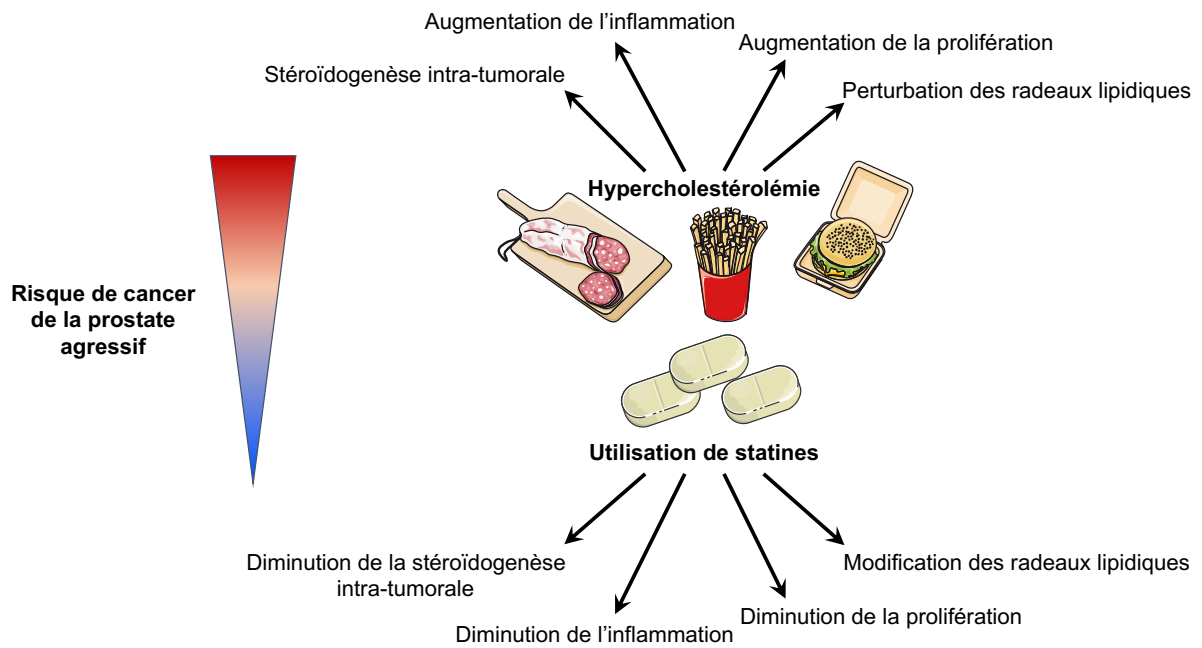 Augmentation de l’inflammation
Augmentation de la prolifération
Stéroïdogenèse intra-tumorale
Perturbation des radeaux lipidiques
Hypercholestérolémie
Risque de cancer
de la prostate
agressif
Utilisation de statines
Diminution de la stéroïdogenèse
intra-tumorale
Modification des radeaux lipidiques
Diminution de la prolifération
Diminution de l’inflammation